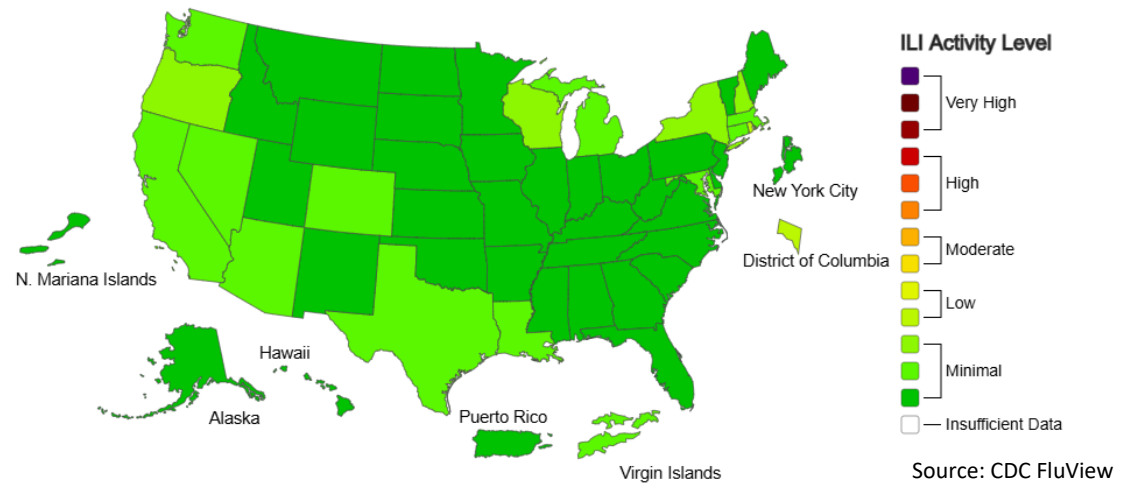 ILI Activity Level
Very High
High
Moderate
Low
Minimal
Insufficient Data
New York City
District of Columbia
N. Mariana Islands
Hawaii
Alaska
Puerto Rico
Virgin Islands
Source: CDC FluView